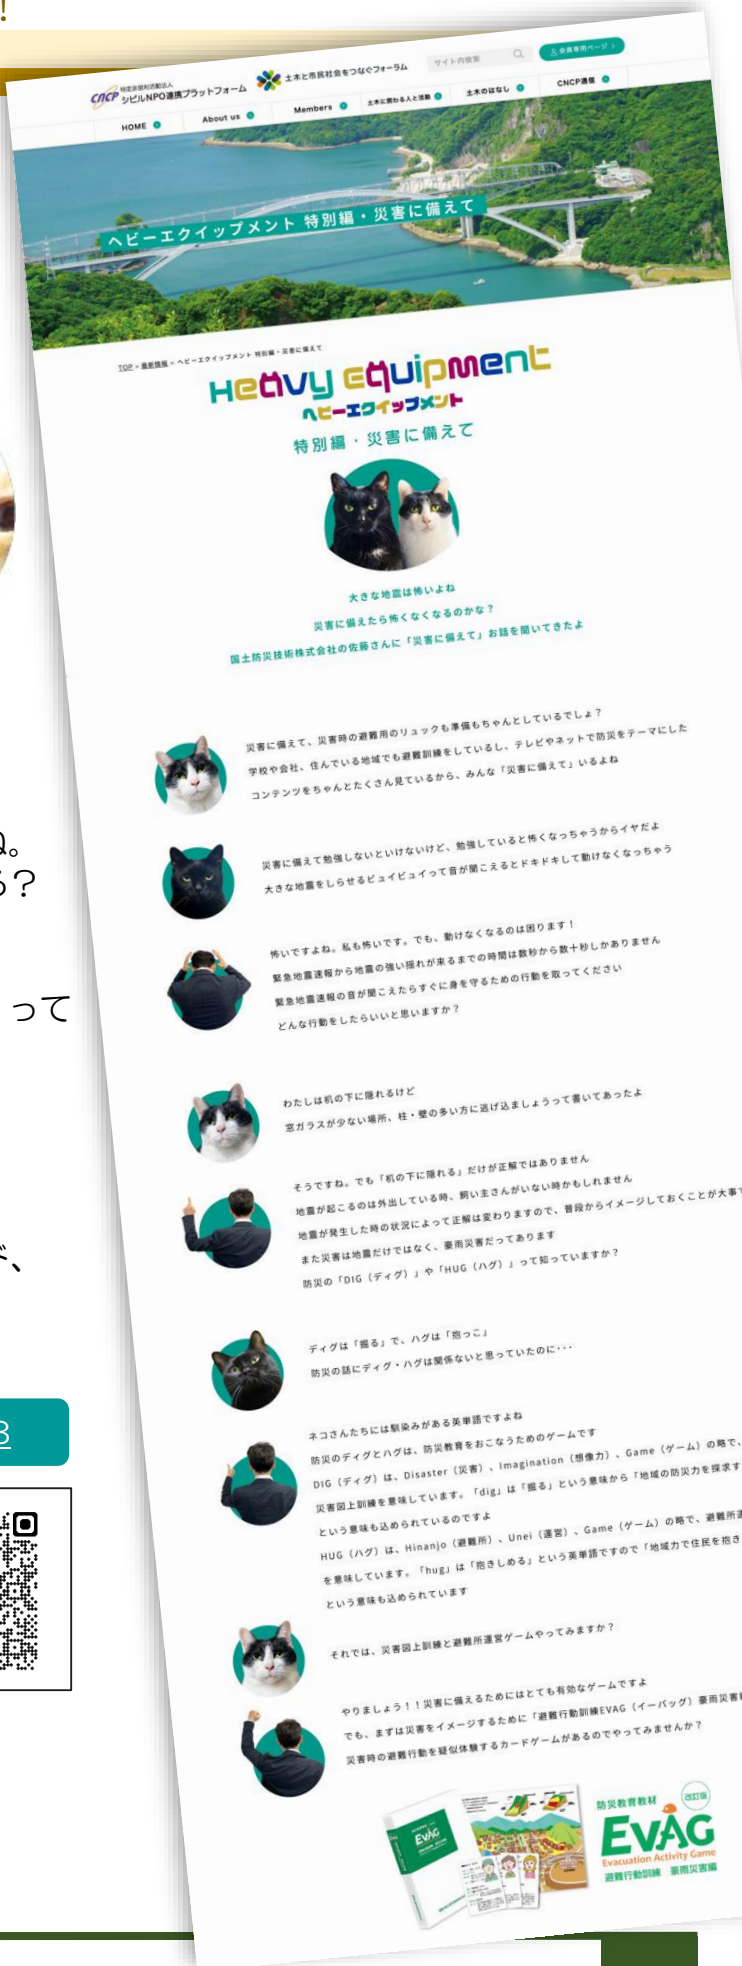 ！
CNCP 特定非営利活動法人
シビルNPO連携プラットフォーム
土木と市民社会をつなぐフォーラム
サイト内検索
会員専用ページ
HOME
About us
Members
土木に関わる人と活動
土木のはなし
CNCP通信
ヘビーエクイップメント 特別編・災害に備えて
TOP > 最新情報 > ヘビーエクイップメント 特別編・災害に備えて
Heavy Equipment
ヘビーエクイップメント
特別編・災害に備えて
大きな地震は怖いよね
災害に備えたら怖くなくなるのかな？
国土防災技術株式会社の佐藤さんに「災害に備えて」お話を聞いてきたよ
災害に備えて、災害時の避難用のリュックも準備もちゃんとしているでしょ？
学校や会社、住んでいる地域でも避難訓練をしているし、テレビやネットで防災をテーマにした
コンテンツをちゃんとたくさん見ているから、みんな「災害に備えて」いるよね
ね。
る？
災害に備えて勉強しないといけないけど、勉強していると怖くなっちゃうからイヤだよ
大きな地震をしらせるピュイピュイって音が聞こえるとドキドキして動けなくなっちゃう
怖いですよね。私も怖いです。でも、動けなくなるのは困ります！
緊急地震速報から地震の強い揺れが来るまでの時間は数秒から数十秒しかありません
緊急地震速報の音が聞こえたらすぐに身を守るための行動を取ってください
どんな行動をしたらいいと思いますか？
って
わたしは机の下に隠れるけど
窓ガラスが少ない場所、柱・壁の多い方に逃げ込ましょうって書いてあったよ
そうですね。でも「机の下に隠れる」だけが正解ではありません
地震が起こるのは外出している時、飼い主さんがいない時かもしれません
地震が発生した時の状況によって正解は変わりますので、普段からイメージしておくことが大事で
また災害は地震だけではなく、豪雨災害だってあります
防災の「DIG（ディグ）」や「HUG（ハグ）」って知っていますか？
、
ディグは「掘る」で、ハグは「抱っこ」
防災の話にディグ・ハグは関係ないと思っていたのに･･･
ネコさんたちには馴染みがある英単語ですよね
防災のディグとハグは、防災教育をおこなうためのゲームです
DIG（ディグ）は、Disaster（災害）、Imagination（想像力）、Game（ゲーム）の略で、
災害図上訓練を意味しています。「dig」は「掘る」という意味から「地域の防災力を探求す
という意味も込められているのですよ
HUG（ハグ）は、Hinanjo（避難所）、Unei（運営）、Game（ゲーム）の略で、避難所運
を意味しています。「hug」は「抱きしめる」という英単語ですので「地域力で住民を抱き
という意味も込められています
それでは、災害図上訓練と避難所運営ゲームやってみますか？
やりましょう！！災害に備えるためにはとても有効なゲームですよ
でも、まずは災害をイメージするために「避難行動訓練EVAG（イーバッグ）豪雨災害編
災害時の避難行動を疑似体験するカードゲームがあるのでやってみませんか？
EVAG
防災教育教材
改訂版
EVAG
Evacuation Activity Game
避難行動訓練 豪雨災害編